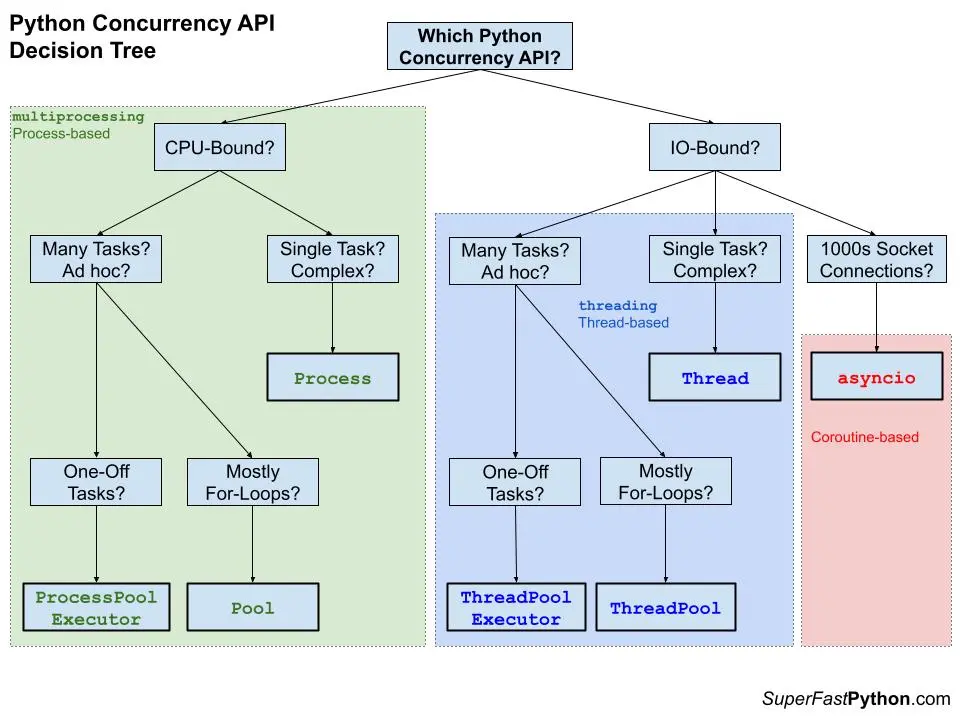 Python Concurrency API
Decision Tree
Which Python
Concurrency API?
multiprocessing
Process-based
CPU-Bound?
IO-Bound?
Many Tasks?
Ad hoc?
Single Task?
Complex?
Many Tasks?
Ad hoc?
Single Task?
Complex?
1000s Socket
Connections?
threading
Thread-based
Process
Thread
asyncio
Coroutine-based
One-Off
Tasks?
Mostly
For-Loops?
One-Off
Tasks?
Mostly
For-Loops?
ProcessPool
Executor
Pool
ThreadPool
Executor
ThreadPool
SuperFastPython.com